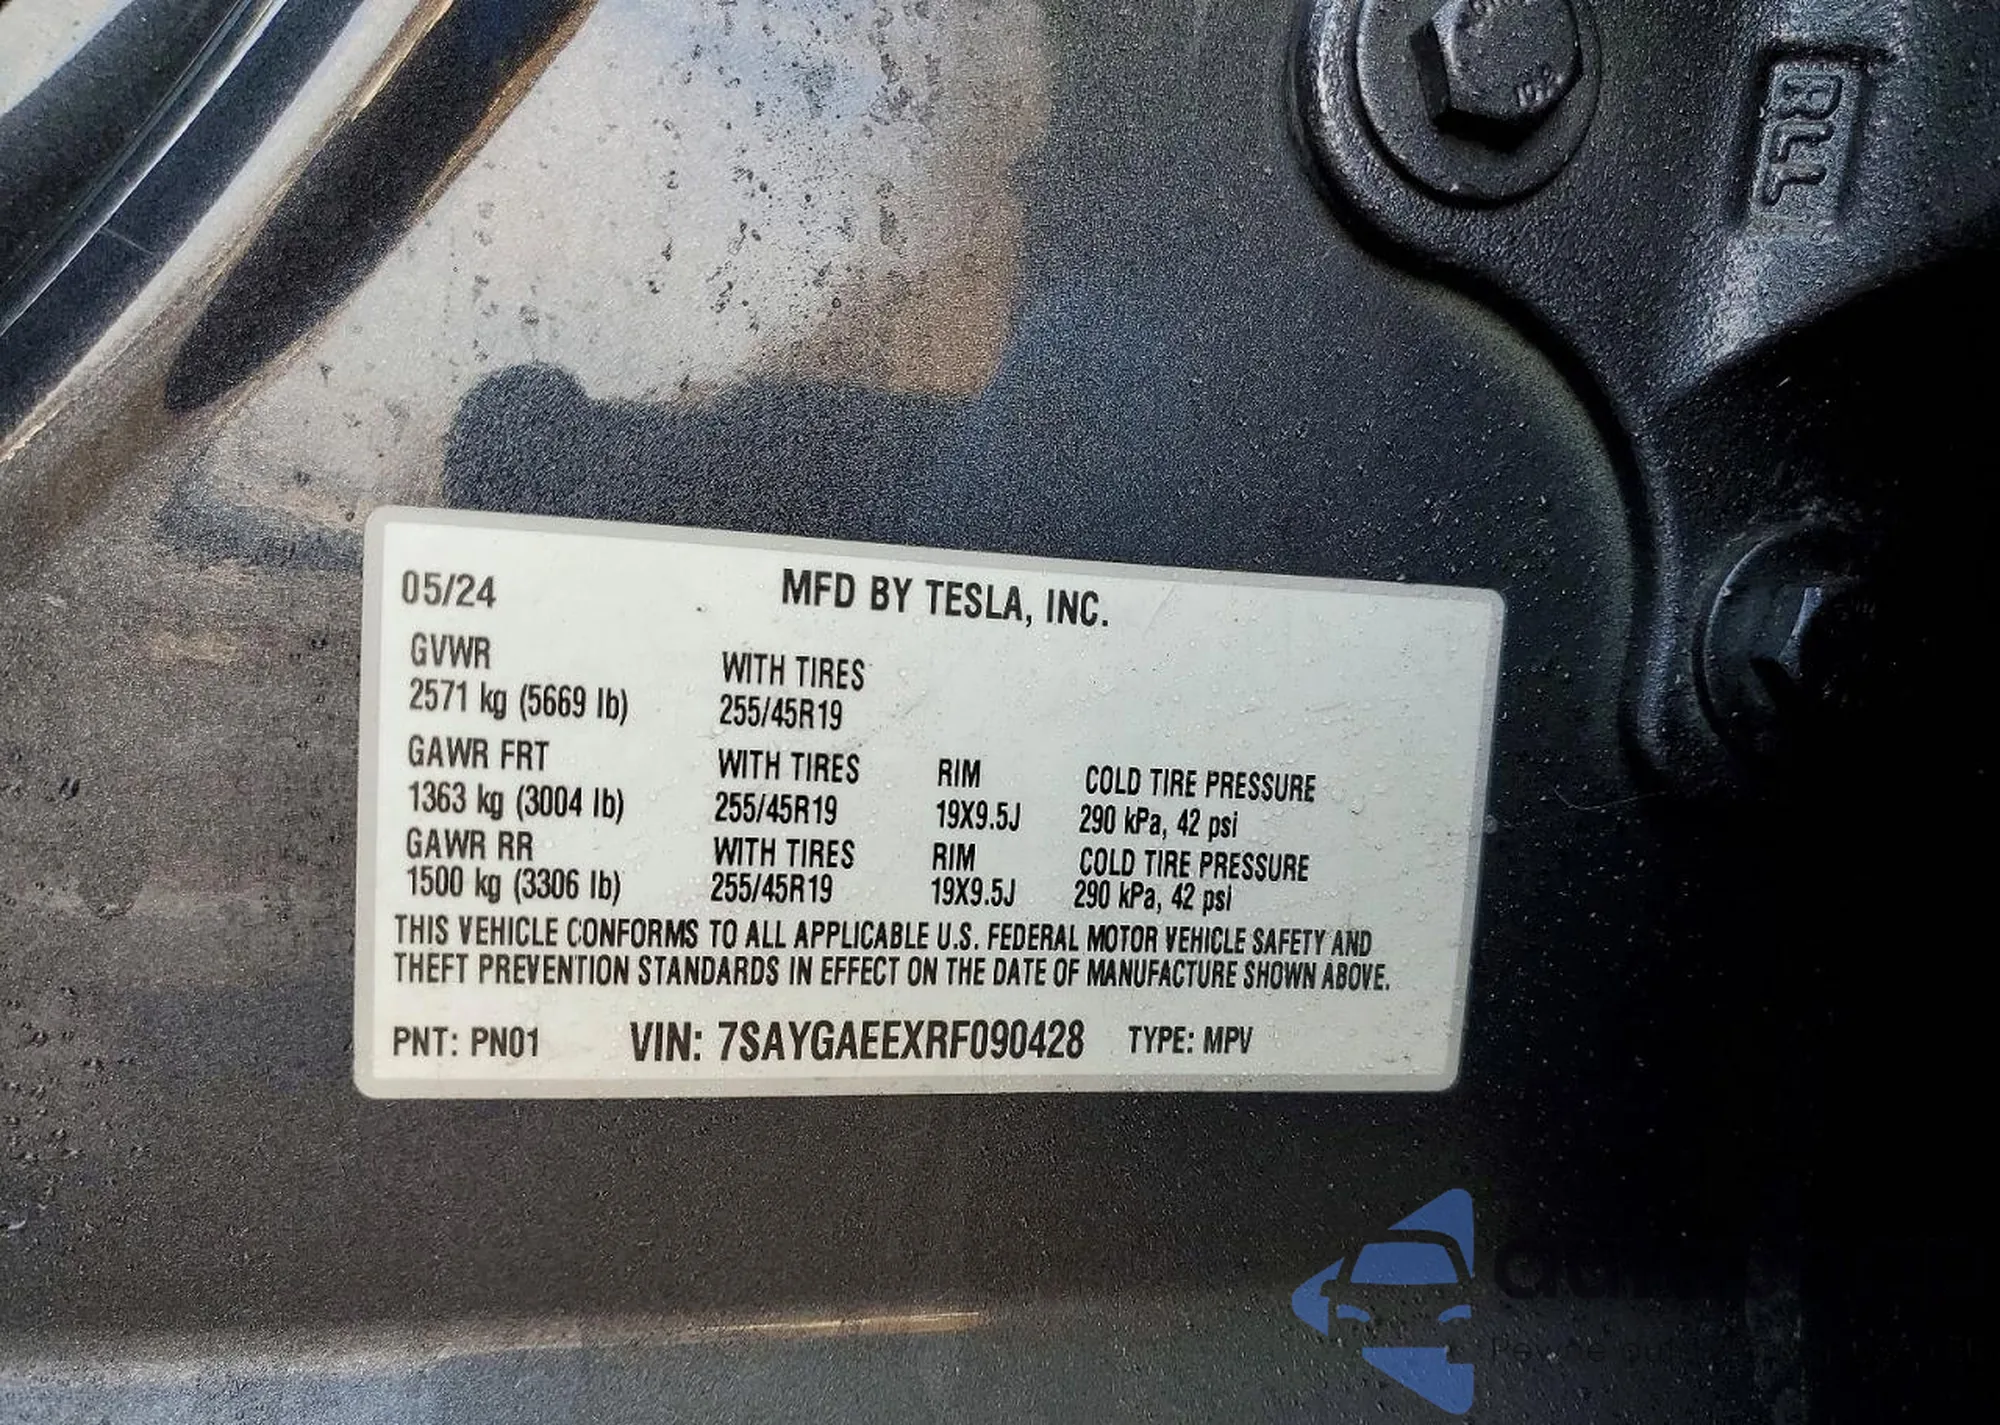 RLL
05/24 MFD BY TESLA, INC.
GVWR WITH TIRES
2571 kg (5669 lb) 255/45R19
GAWR FRT WITH TIRES RIM COLD TIRE PRESSURE
1363 kg (3004 lb) 255/45R19 19X9.5J 290 kPa, 42 psi
GAWR RR WITH TIRES RIM COLD TIRE PRESSURE
1500 kg (3306 lb) 255/45R19 19X9.5J 290 kPa, 42 psi
THIS VEHICLE CONFORMS TO ALL APPLICABLE U.S. FEDERAL MOTOR VEHICLE SAFETY AND
THEFT PREVENTION STANDARDS IN EFFECT ON THE DATE OF MANUFACTURE SHOWN ABOVE.
PNT: PN01 VIN: 7SAYGAEEXRF090428 TYPE: MPV